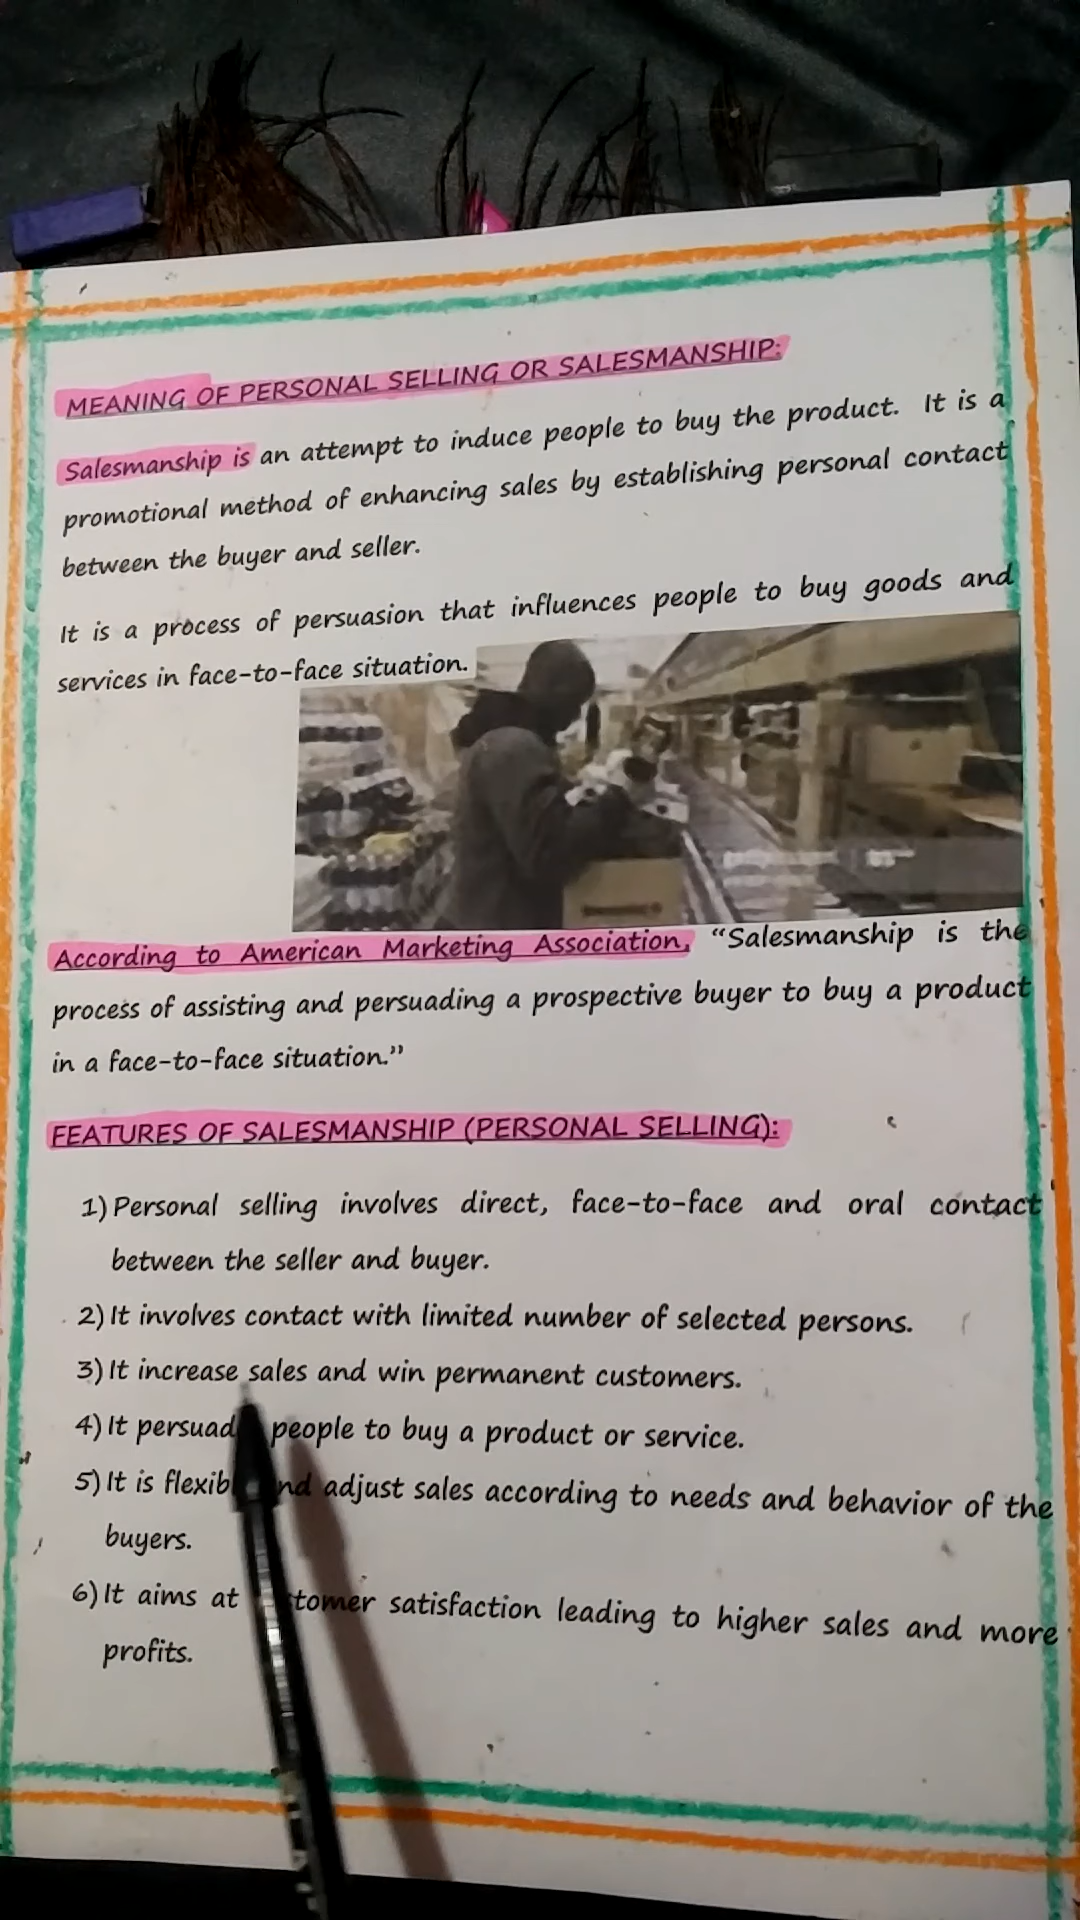 MEANING OF PERSONAL SELLING OR SALESMANSHIP:
Salesmanship is an attempt to induce people to buy the product. It is a
promotional method of enhancing sales by establishing personal contact
between the buyer and seller.
It is a process of persuasion that influences people to buy goods and
services in face-to-face situation.
According to American Marketing Association, “Salesmanship is the
process of assisting and persuading a prospective buyer to buy a product
in a face-to-face situation.”
FEATURES OF SALESMANSHIP (PERSONAL SELLING):
1) Personal selling involves direct, face-to-face and oral contact
between the seller and buyer.
2) It involves contact with limited number of selected persons.
3) It increase sales and win permanent customers.
4) It people to buy a product or service.
5) It is adjust sales according to needs and behavior of the
buyers.
6) It aims at satisfaction leading to higher sales and more
profits.